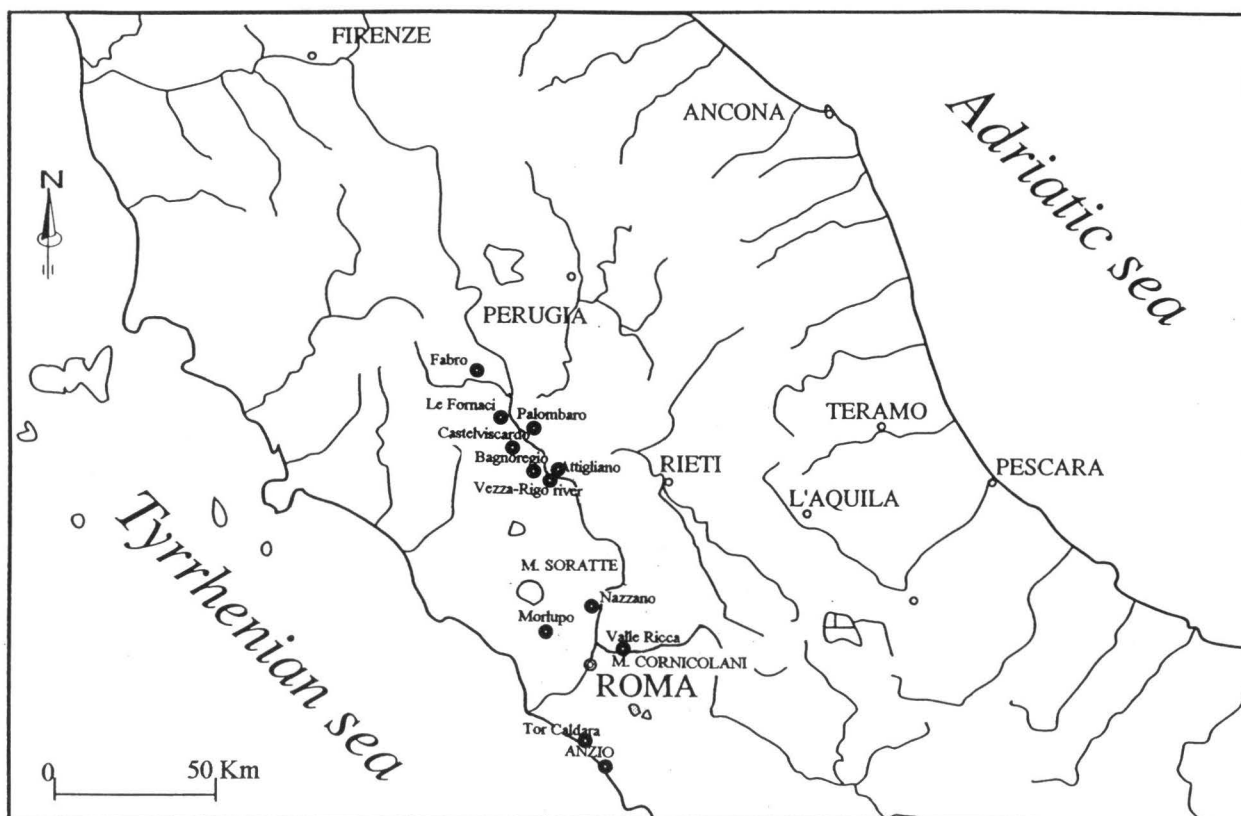 FIRENZE
ANCONA
Adriatic sea
N
PERUGIA
Fabro
Le Fornaci
Palombaro
TERAMO
Castelviscardo
Bagnoregio
Attigliano
RIETI
PESCARA
Vezza-Rigo river
L'AQUILA
Tyrrhenian sea
M. SORATTE
Nazzano
Morlupo
Valle Ricca
M. CORNICOLANI
ROMA
Tor Caldara
ANZIO
0 50 Km